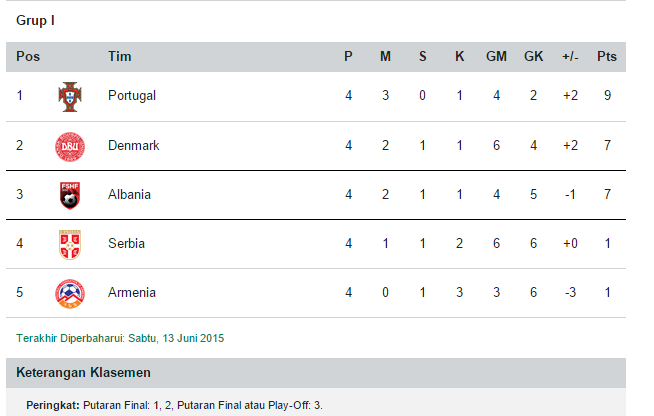 Grup I
Pos Tim P M S K GM GK +/- Pts
1 Portugal 4 3 0 1 4 2 +2 9
2 DBU Denmark 4 2 1 1 6 4 +2 7
3 FSHF Albania 4 2 1 1 4 5 -1 7
4 Serbia 4 1 1 2 6 6 +0 1
5 Armenia 4 0 1 3 3 6 -3 1
Terakhir Diperbaharui: Sabtu, 13 Juni 2015
Keterangan Klasemen
Peringkat: Putaran Final: 1, 2, Putaran Final atau Play-Off: 3.